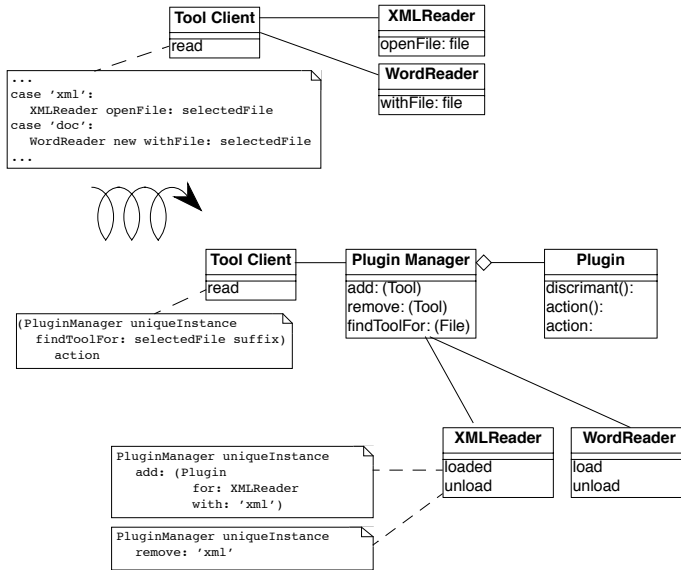 Tool Client
read
XMLReader
openFile: file
WordReader
withFile: file
...
case 'xml':
XMLReader openFile: selectedFile
case 'doc':
WordReader new withFile: selectedFile
...
Tool Client
read
Plugin Manager
add: (Tool)
remove: (Tool)
findToolFor: (File)
Plugin
discrimant():
action():
action:
(PluginManager uniqueInstance
findToolFor: selectedFile suffix)
action
XMLReader
loaded
unload
WordReader
load
unload
PluginManager uniqueInstance
add: (Plugin
for: XMLReader
with: 'xml')
PluginManager uniqueInstance
remove: 'xml'